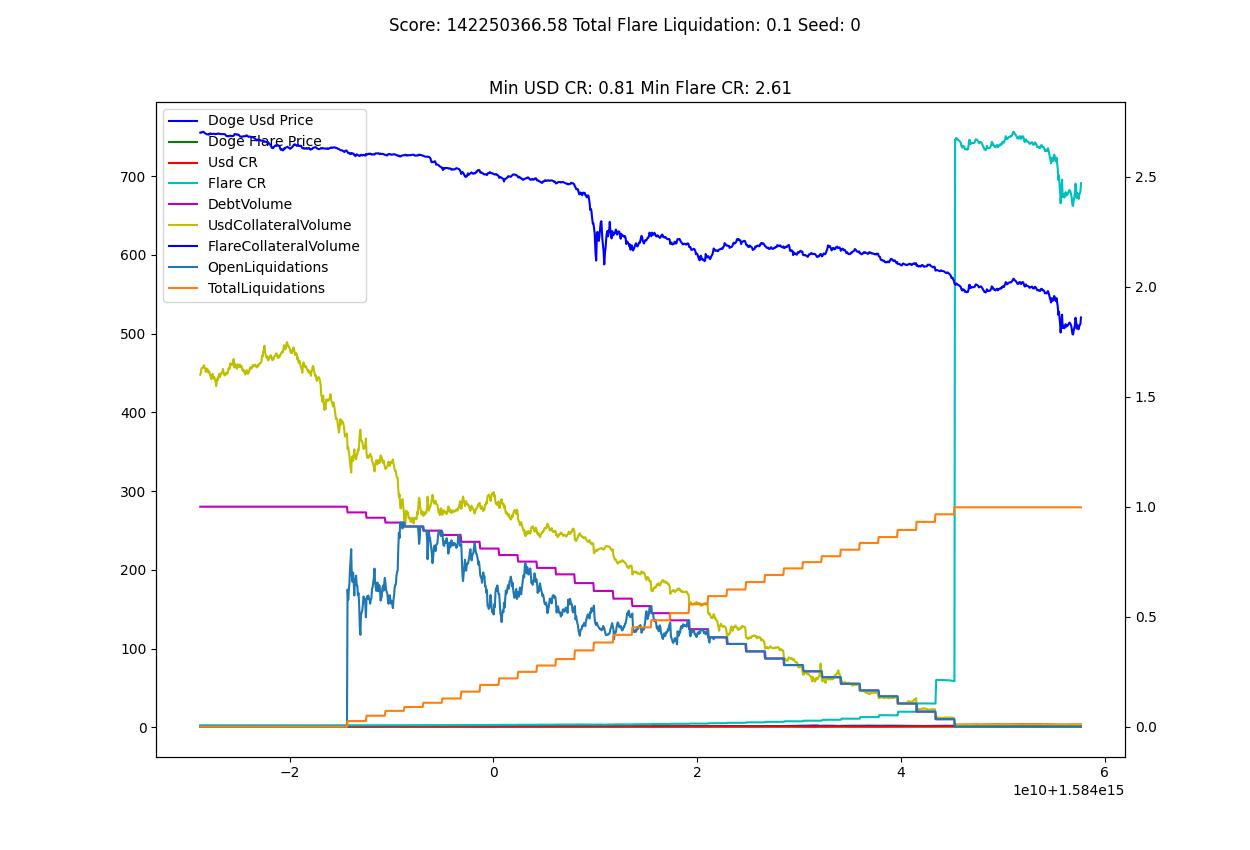 Score: 142250366.58 Total Flare Liquidation: 0.1 Seed: 0
Min USD CR: 0.81 Min Flare CR: 2.61
Doge Usd Price
Doge Flare Price
Usd CR
Flare CR
DebtVolume
UsdCollateralVolume
FlareCollateralVolume
OpenLiquidations
TotalLiquidations
700
600
500
400
300
200
100
0
2.5
2.0
1.5
1.0
0.5
0.0
−2 0 2 4 6
1e10+1.584e15